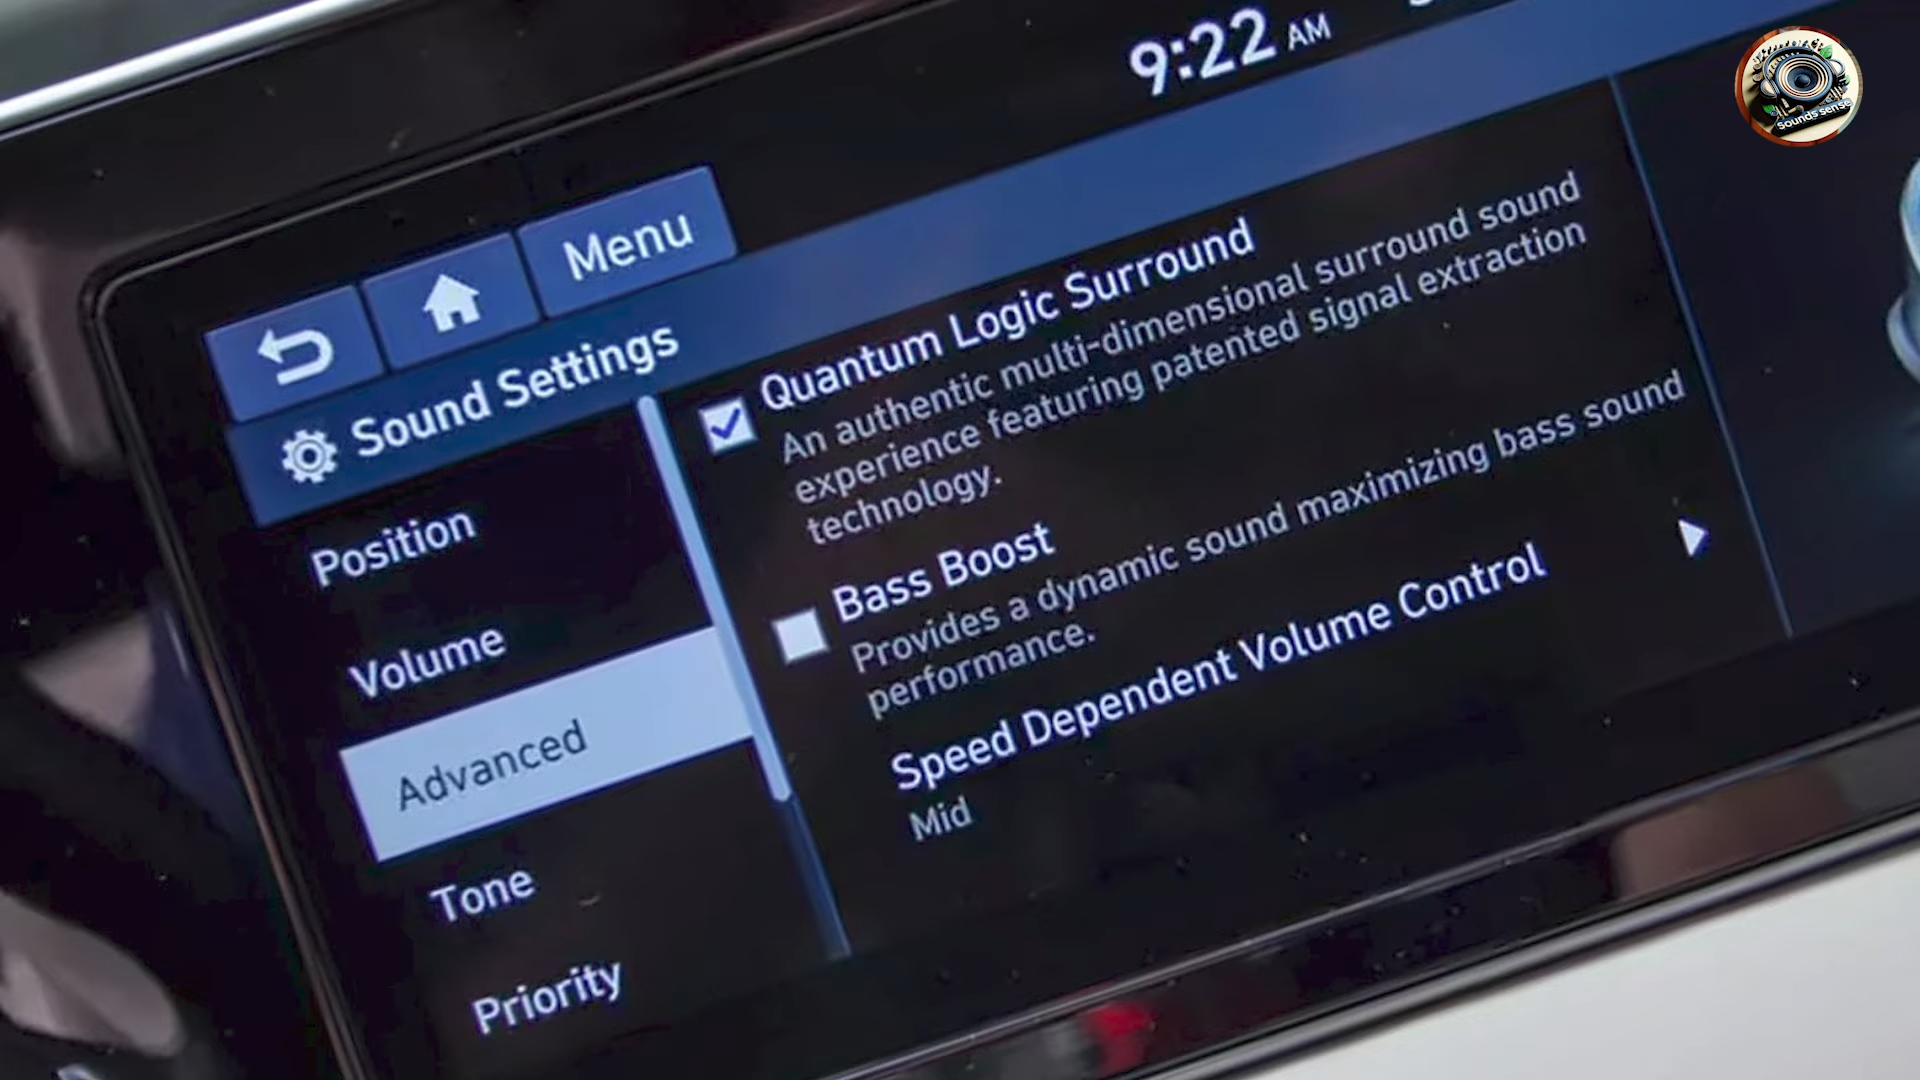 9:22 AM
sounds sense
Menu
Sound Settings
Position
Volume
Advanced
Tone
Priority
Quantum Logic Surround
An authentic multi-dimensional surround sound
experience featuring patented signal extraction
technology.
Bass Boost
Provides a dynamic sound maximizing bass sound
performance.
Speed Dependent Volume Control
Mid